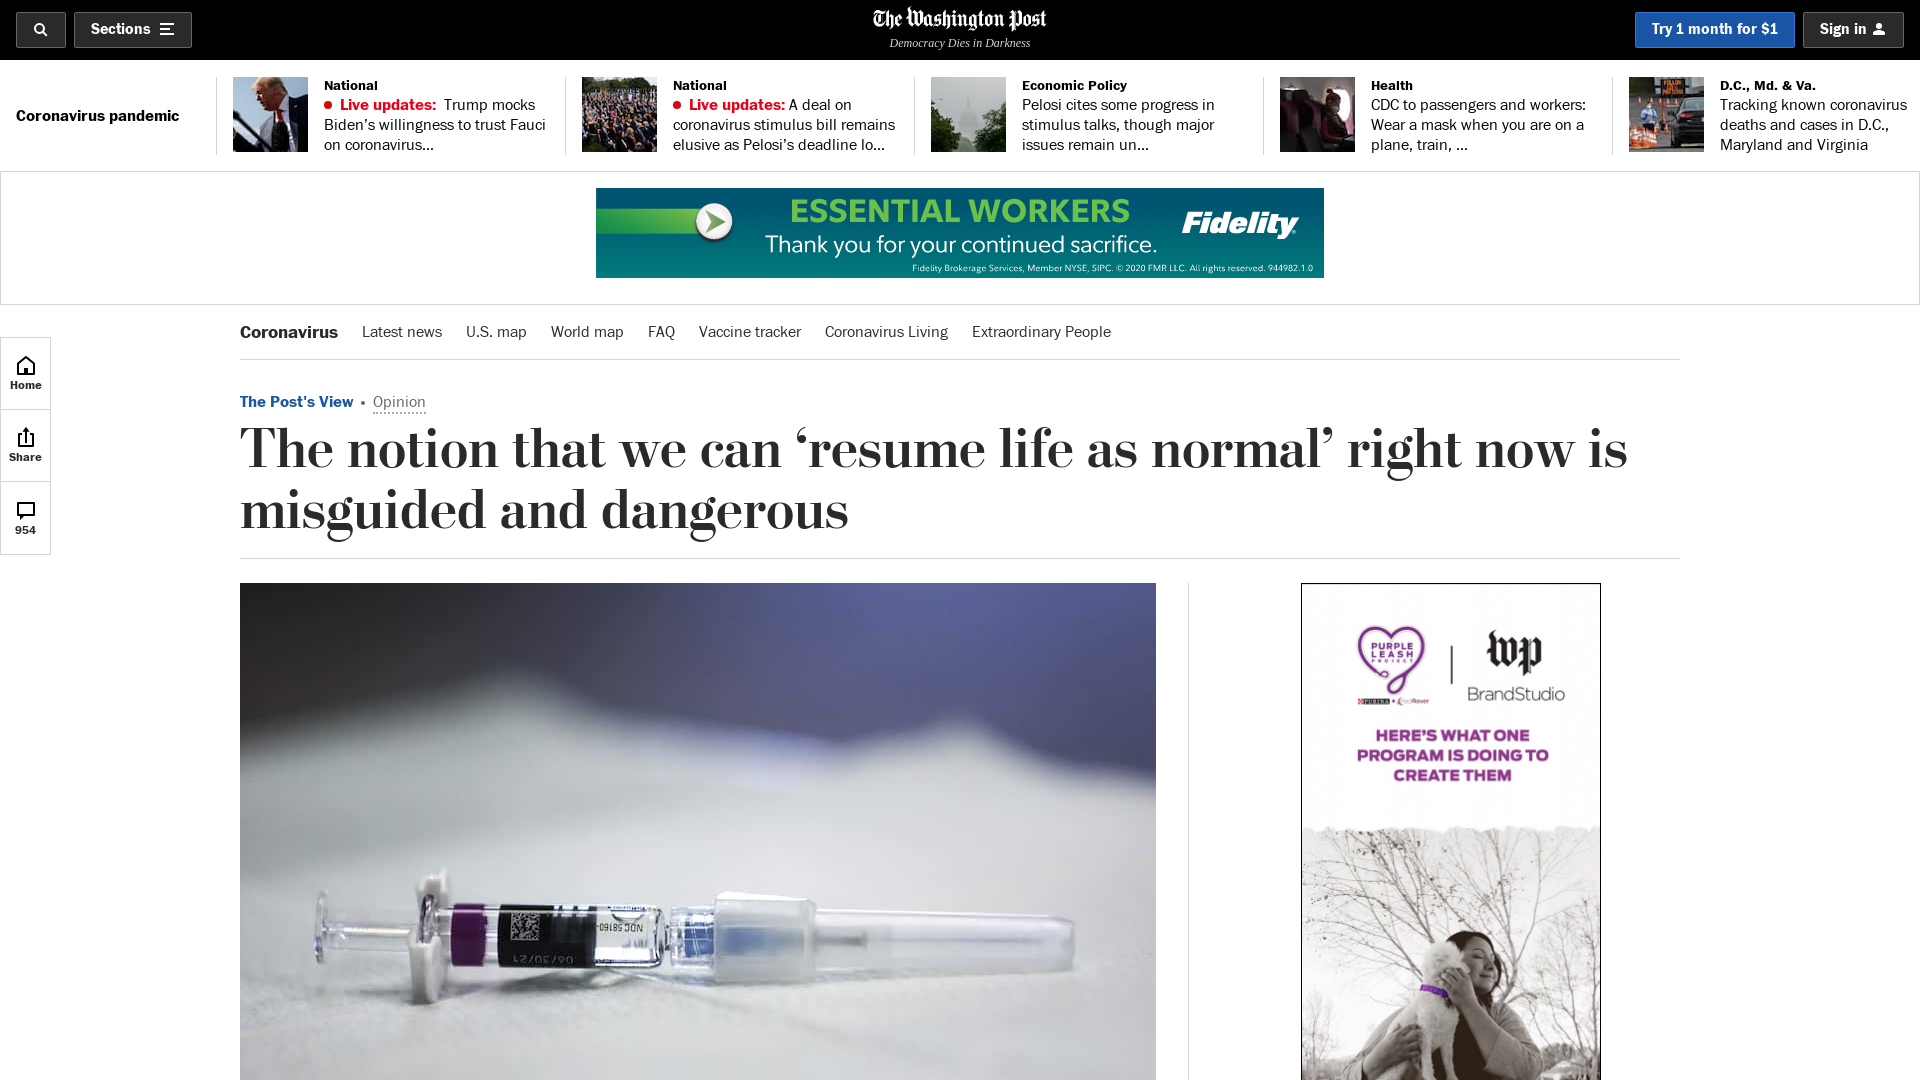 Sections
The Washington Post
Democracy Dies in Darkness
Try 1 month for $1
Sign in
Coronavirus pandemic
National
Live updates: Trump mocks
Biden’s willingness to trust Fauci
on coronavirus...
National
Live updates: A deal on
coronavirus stimulus bill remains
elusive as Pelosi’s deadline lo...
Economic Policy
Pelosi cites some progress in
stimulus talks, though major
issues remain un...
Health
CDC to passengers and workers:
Wear a mask when you are on a
plane, train, ...
D.C., Md. & Va.
Tracking known coronavirus
deaths and cases in D.C.,
Maryland and Virginia
ESSENTIAL WORKERS
Thank you for your continued sacrifice.
Fidelity
Fidelity Brokerage Services, Member NYSE, SIPC. © 2020 FMR LLC. All rights reserved. 944982.1.0
Coronavirus
Latest news
U.S. map
World map
FAQ
Vaccine tracker
Coronavirus Living
Extraordinary People
Home
Share
954
The Post's View • Opinion
The notion that we can ‘resume life as normal’ right now is
misguided and dangerous
NDC 58160-
06/30/21
PURPLE
LEASH
PROJECT
PURINA
wp
BrandStudio
HERE’S WHAT ONE
PROGRAM IS DOING TO
CREATE THEM